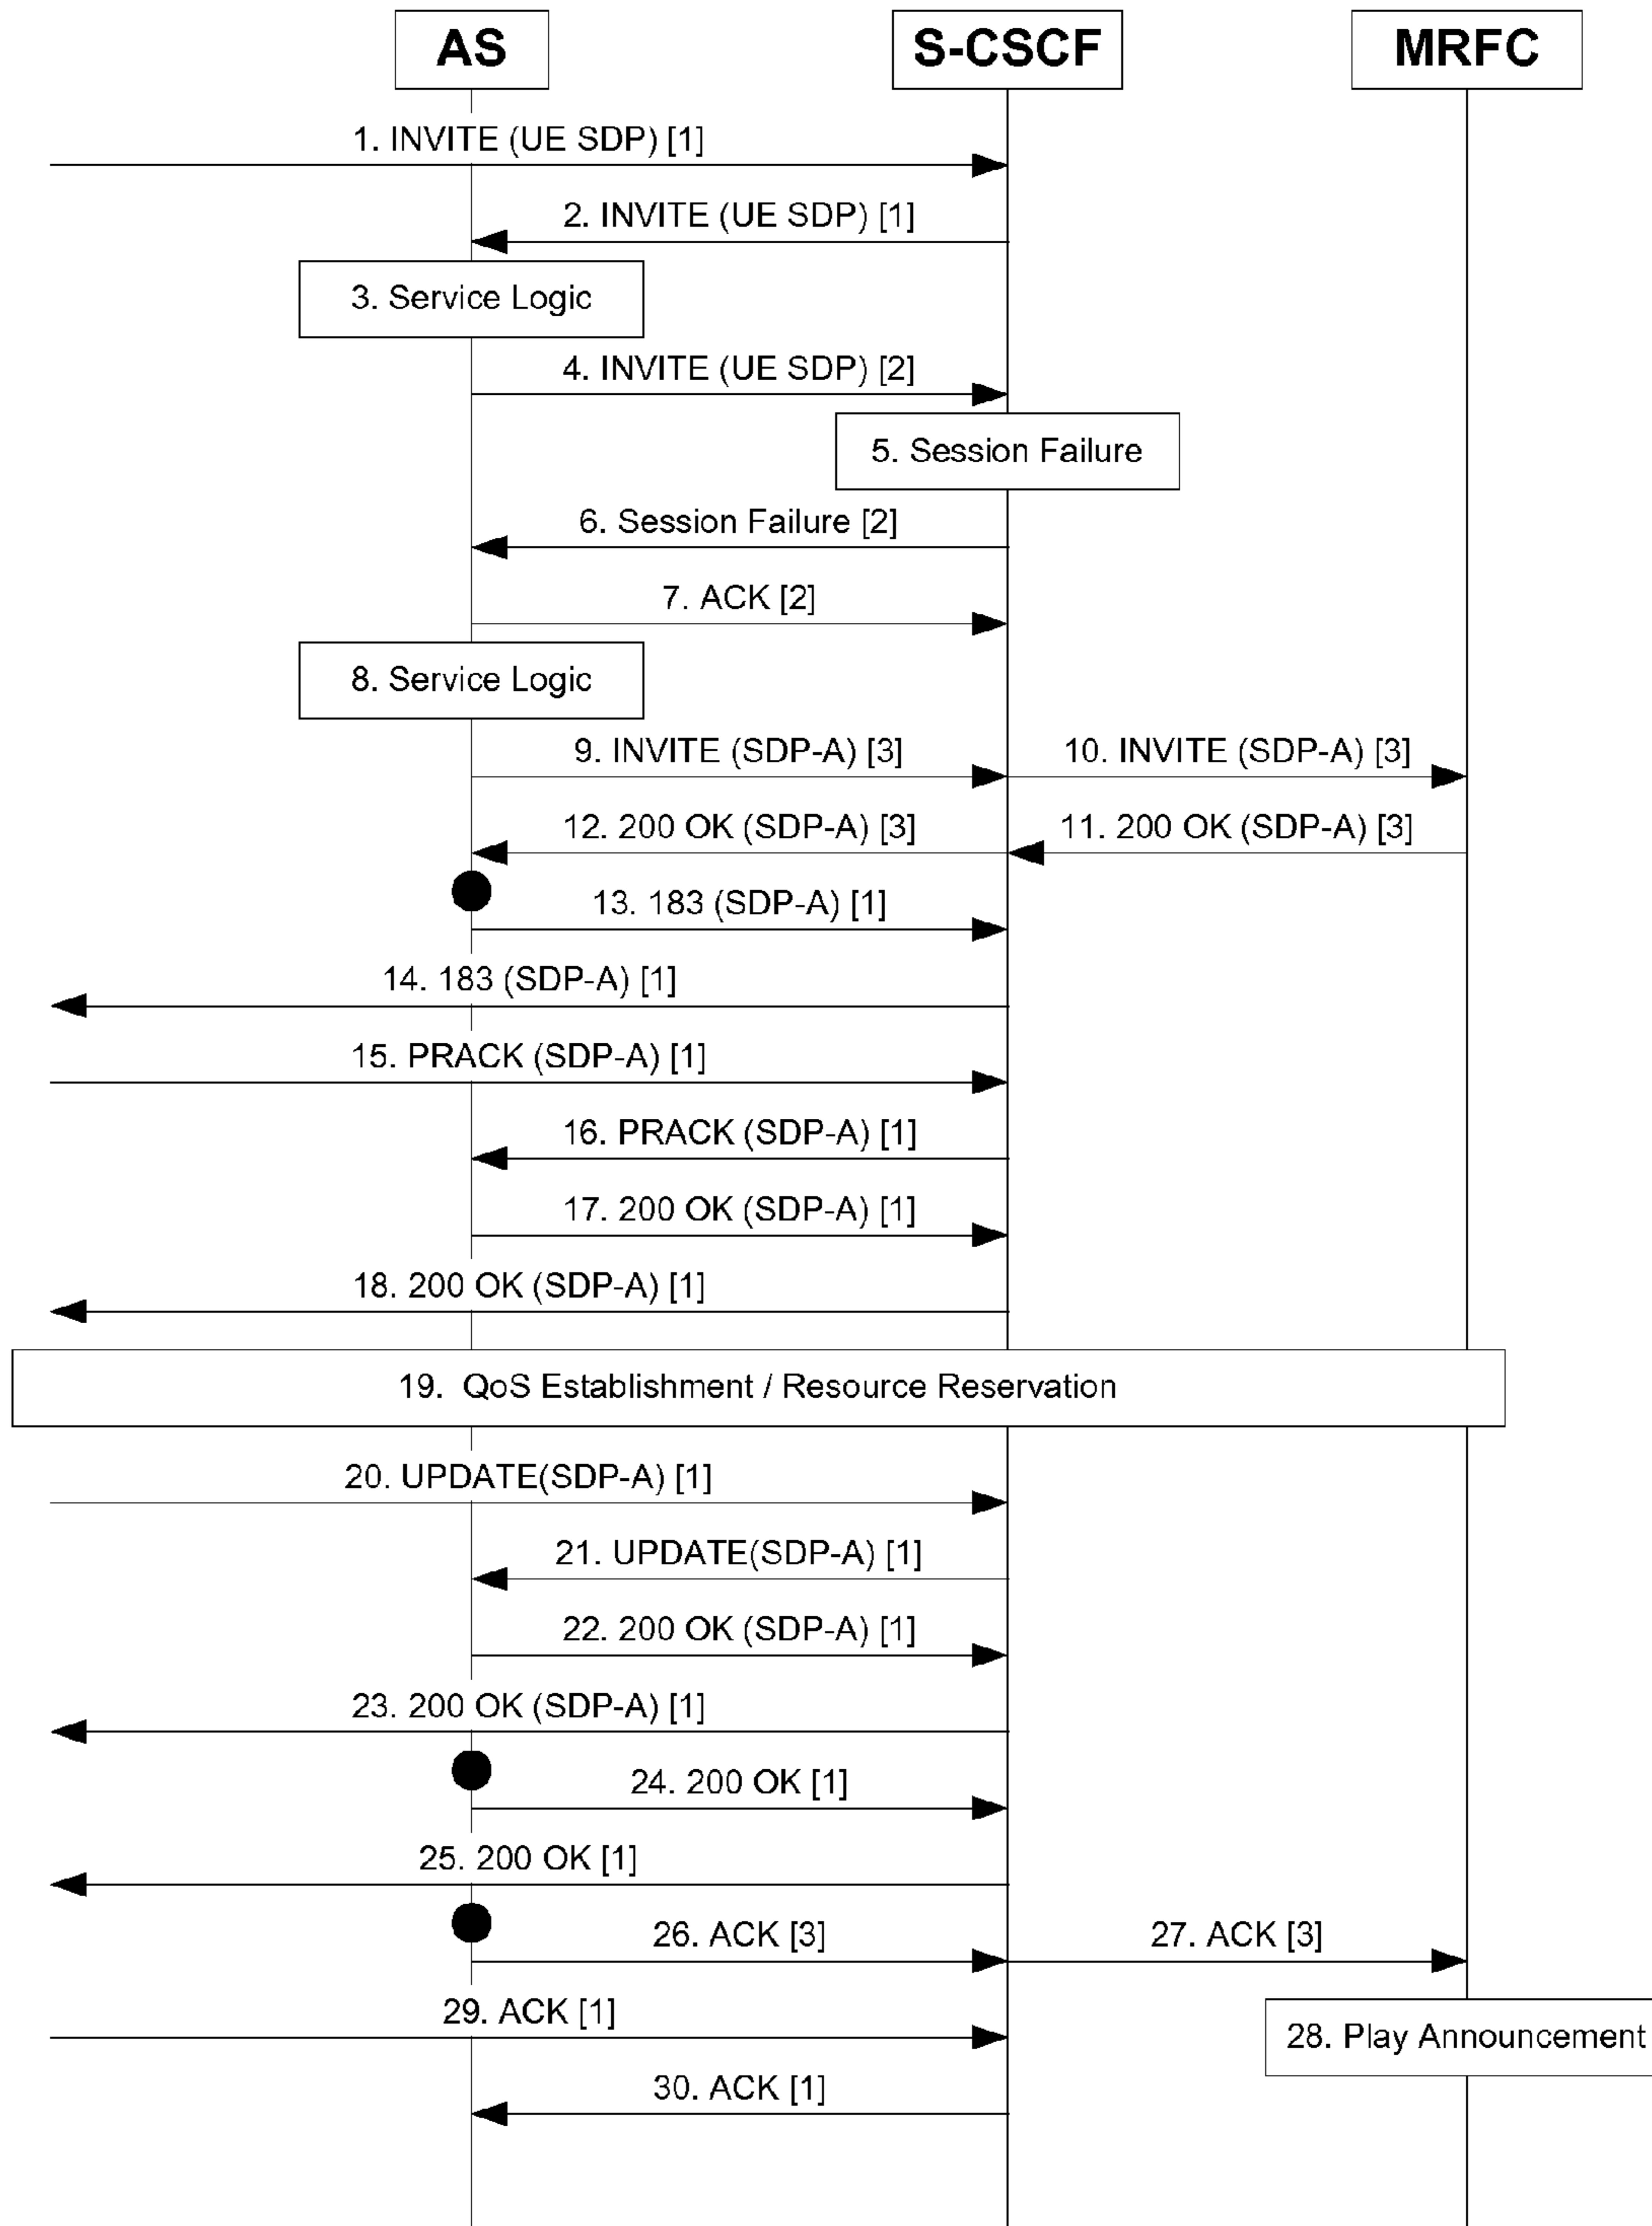 AS
S-CSCF
MRFC
1. INVITE (UE SDP) [1]
2. INVITE (UE SDP) [1]
3. Service Logic
4. INVITE (UE SDP) [2]
5. Session Failure
6. Session Failure [2]
7. ACK [2]
8. Service Logic
9. INVITE (SDP-A) [3]
10. INVITE (SDP-A) [3]
12. 200 OK (SDP-A) [3]
11. 200 OK (SDP-A) [3]
13. 183 (SDP-A) [1]
14. 183 (SDP-A) [1]
15. PRACK (SDP-A) [1]
16. PRACK (SDP-A) [1]
17. 200 OK (SDP-A) [1]
18. 200 OK (SDP-A) [1]
19. QoS Establishment / Resource Reservation
20. UPDATE(SDP-A) [1]
21. UPDATE(SDP-A) [1]
22. 200 OK (SDP-A) [1]
23. 200 OK (SDP-A) [1]
24. 200 OK [1]
25. 200 OK [1]
26. ACK [3]
27. ACK [3]
29. ACK [1]
28. Play Announcement
30. ACK [1]